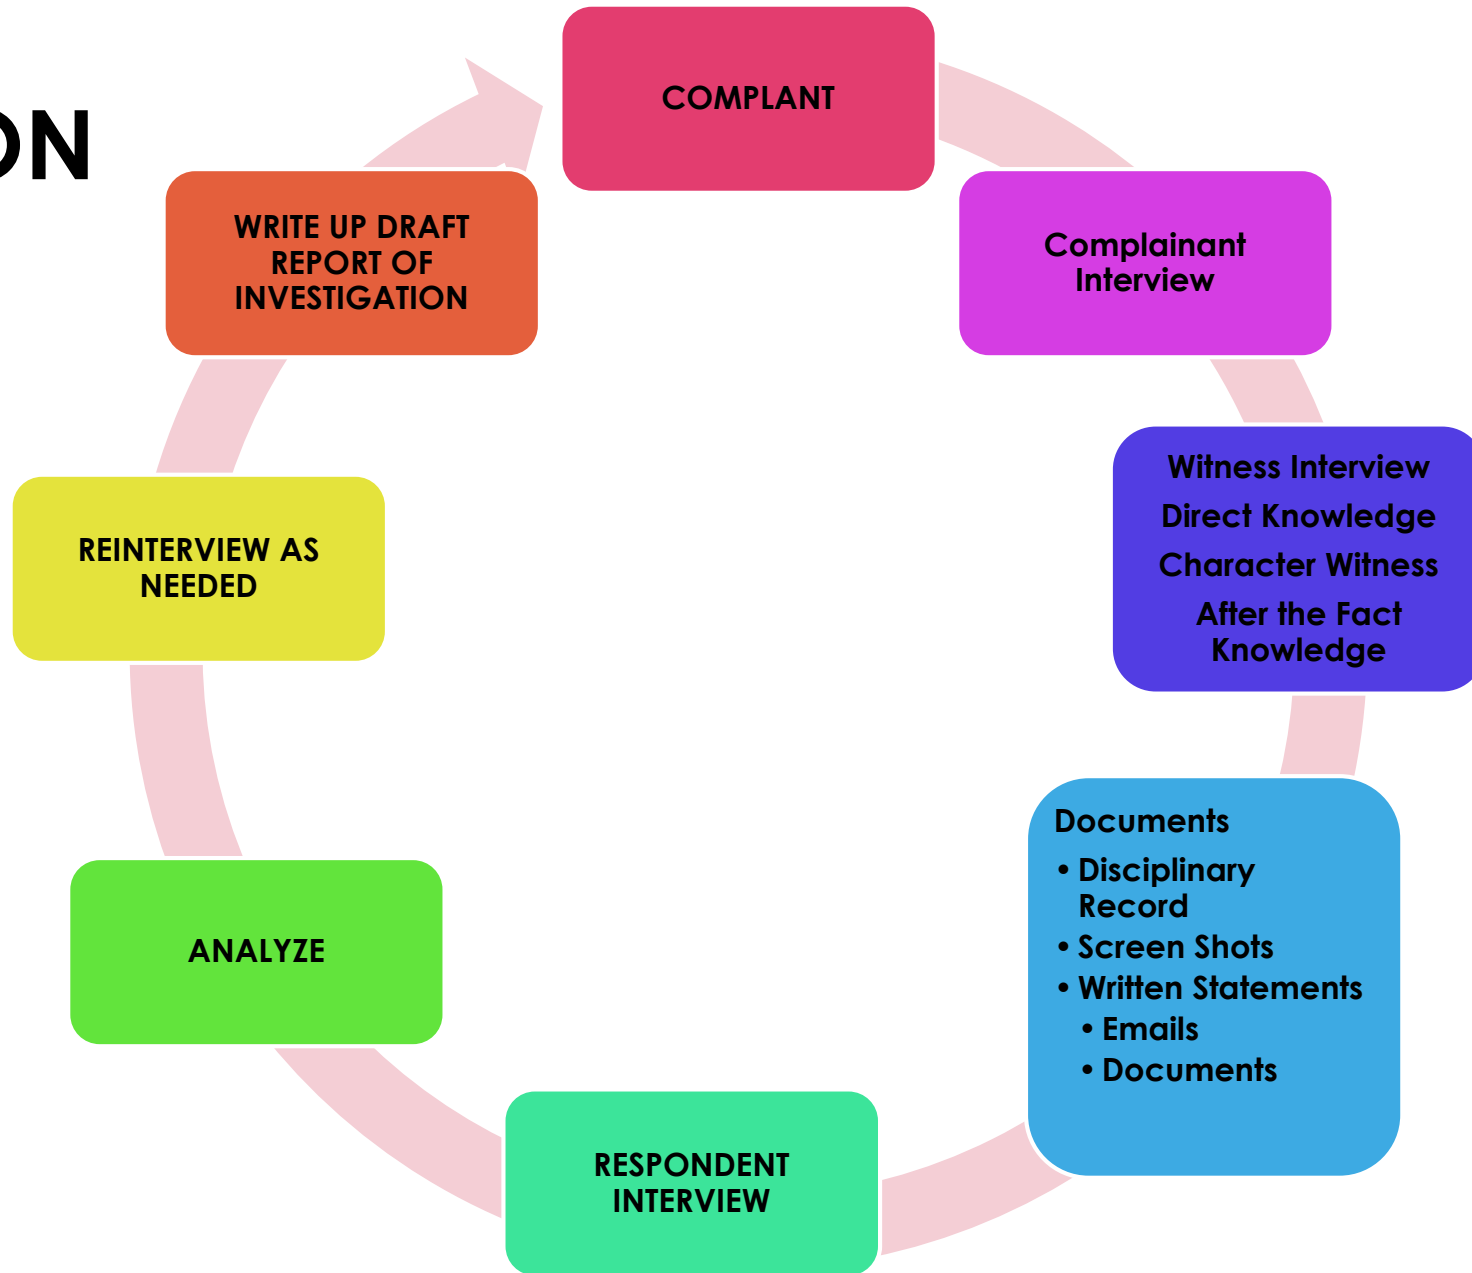 ON
COMPLANT
Complainant
Interview
Witness Interview
Direct Knowledge
Character Witness
After the Fact
Knowledge
Documents
• Disciplinary
Record
• Screen Shots
• Written Statements
• Emails
• Documents
RESPONDENT
INTERVIEW
ANALYZE
REINTERVIEW AS
NEEDED
WRITE UP DRAFT
REPORT OF
INVESTIGATION